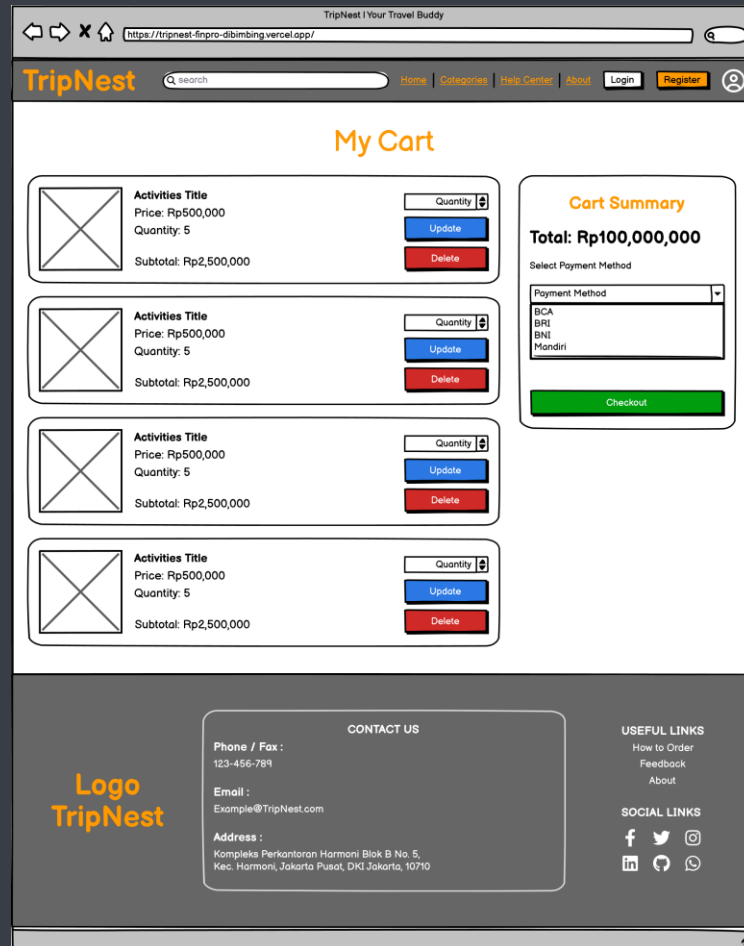 TripNest | Your Travel Buddy
https://tripnest-finpro-dibimbing.vercel.app/
TripNest
search
Home
Categories
Help Center
About
Login
Register
My Cart
Activities Title
Price: Rp500,000
Quantity: 5
Subtotal: Rp2,500,000
Quantity
Update
Delete
Activities Title
Price: Rp500,000
Quantity: 5
Subtotal: Rp2,500,000
Quantity
Update
Delete
Activities Title
Price: Rp500,000
Quantity: 5
Subtotal: Rp2,500,000
Quantity
Update
Delete
Activities Title
Price: Rp500,000
Quantity: 5
Subtotal: Rp2,500,000
Quantity
Update
Delete
Cart Summary
Total: Rp100,000,000
Select Payment Method
Payment Method
BCA
BRI
BNI
Mandiri
Checkout
Logo
TripNest
CONTACT US
Phone / Fax :
123-456-789
Email :
Example@TripNest.com
Address :
Kompleks Perkantoran Harmoni Blok B No. 5,
Kec. Harmoni, Jakarta Pusat, DKI Jakarta, 10710
USEFUL LINKS
How to Order
Feedback
About
SOCIAL LINKS